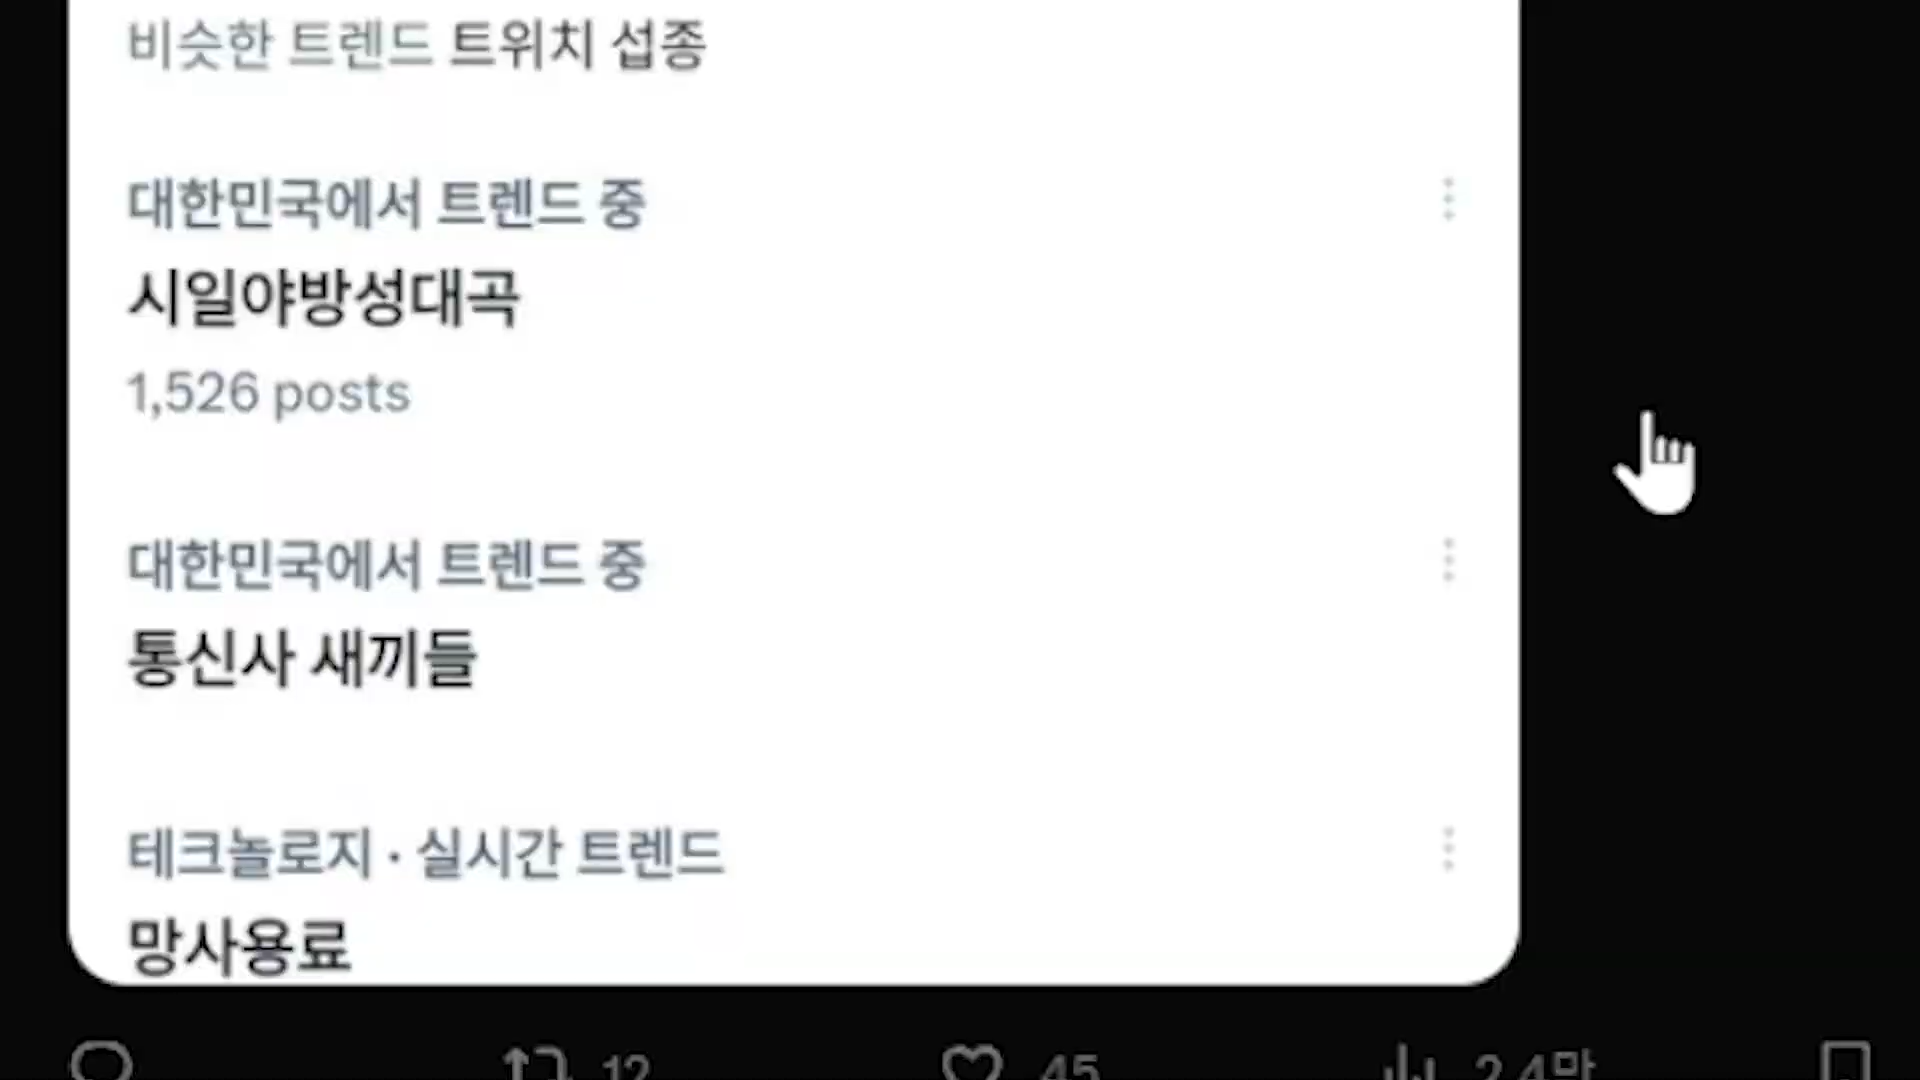 비슷한 트렌드 트위치 섭종
대한민국에서 트렌드 중
시일야방성대곡
1,526 posts
대한민국에서 트렌드 중
통신사 새끼들
테크놀로지 · 실시간 트렌드
망사용료
12 45 2.4만